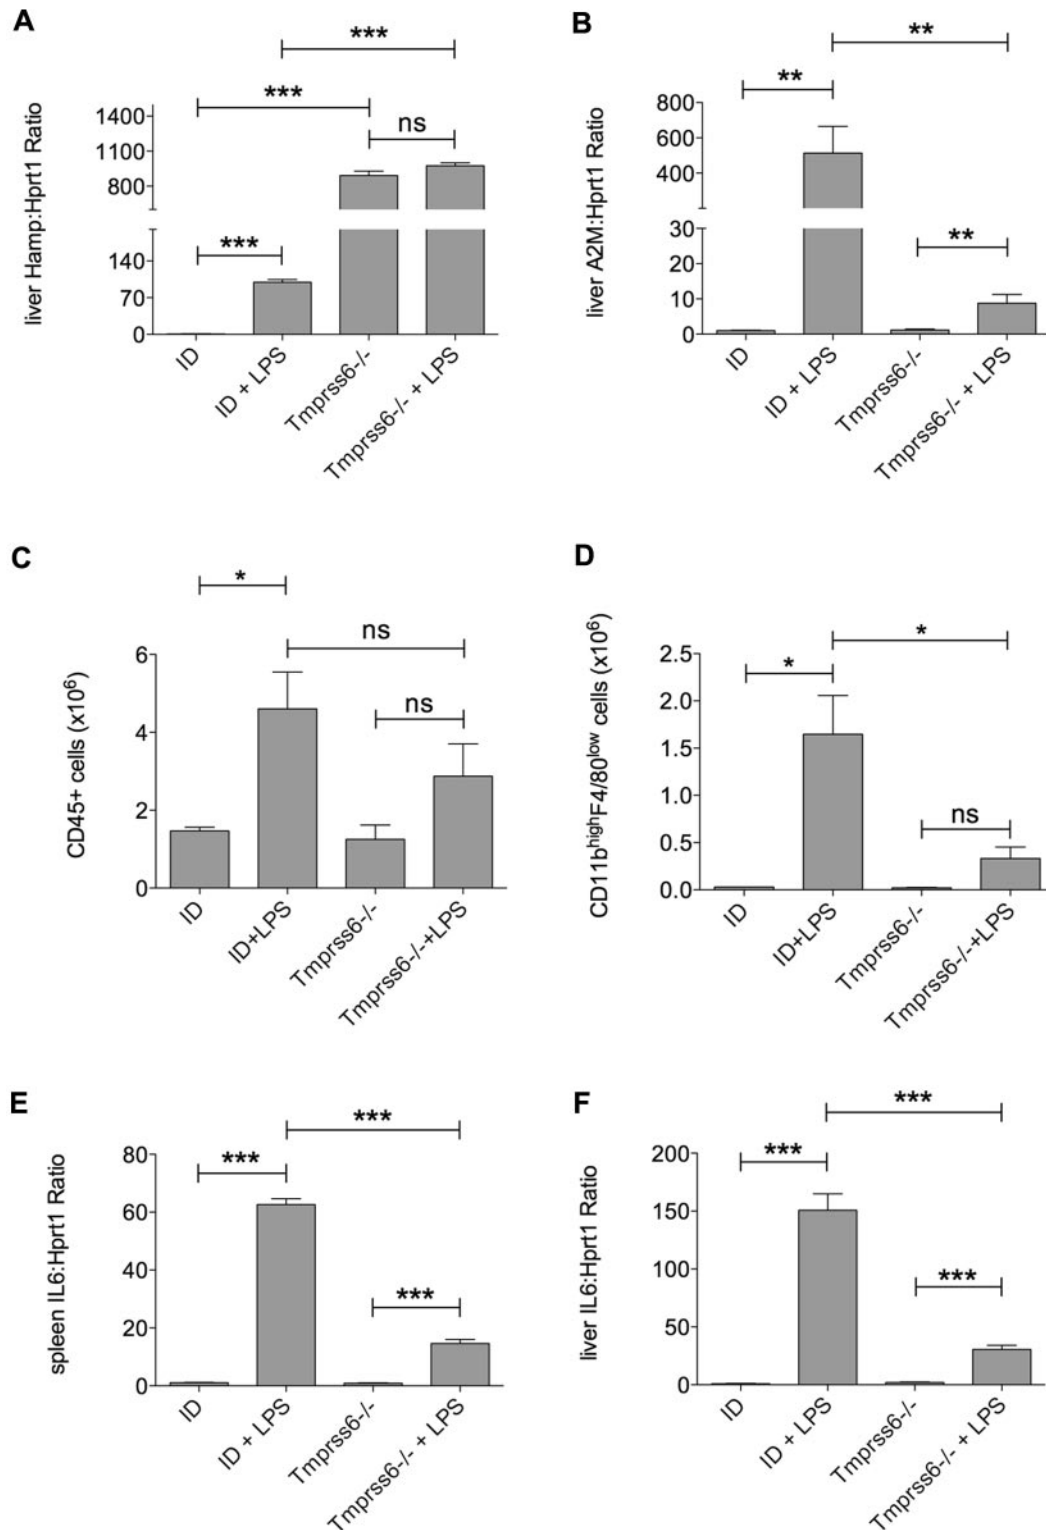 A
***
***
ns
***
liver Hamp:Hprt1 Ratio
1400
1100
800
140
70
0
ID
ID + LPS
Tmprss6-/-
Tmprss6-/- + LPS
B
**
**
**
liver A2M:Hprt1 Ratio
800
600
400
30
20
10
0
ID
ID + LPS
Tmprss6-/-
Tmprss6-/- + LPS
C
*
ns
ns
CD45+ cells (x10⁶)
6
4
2
0
ID
ID+LPS
Tmprss6-/-
Tmprss6-/-+LPS
D
*
*
ns
CD11bʰⁱᵍʰF4/80ˡᵒʷ cells (x10⁶)
2.5
2.0
1.5
1.0
0.5
0.0
ID
ID+LPS
Tmprss6-/-
Tmprss6-/-+LPS
E
***
***
***
spleen IL6:Hprt1 Ratio
80
60
40
20
0
ID
ID + LPS
Tmprss6-/-
Tmprss6-/- + LPS
F
***
***
***
liver IL6:Hprt1 Ratio
200
150
100
50
0
ID
ID + LPS
Tmprss6-/-
Tmprss6-/- + LPS